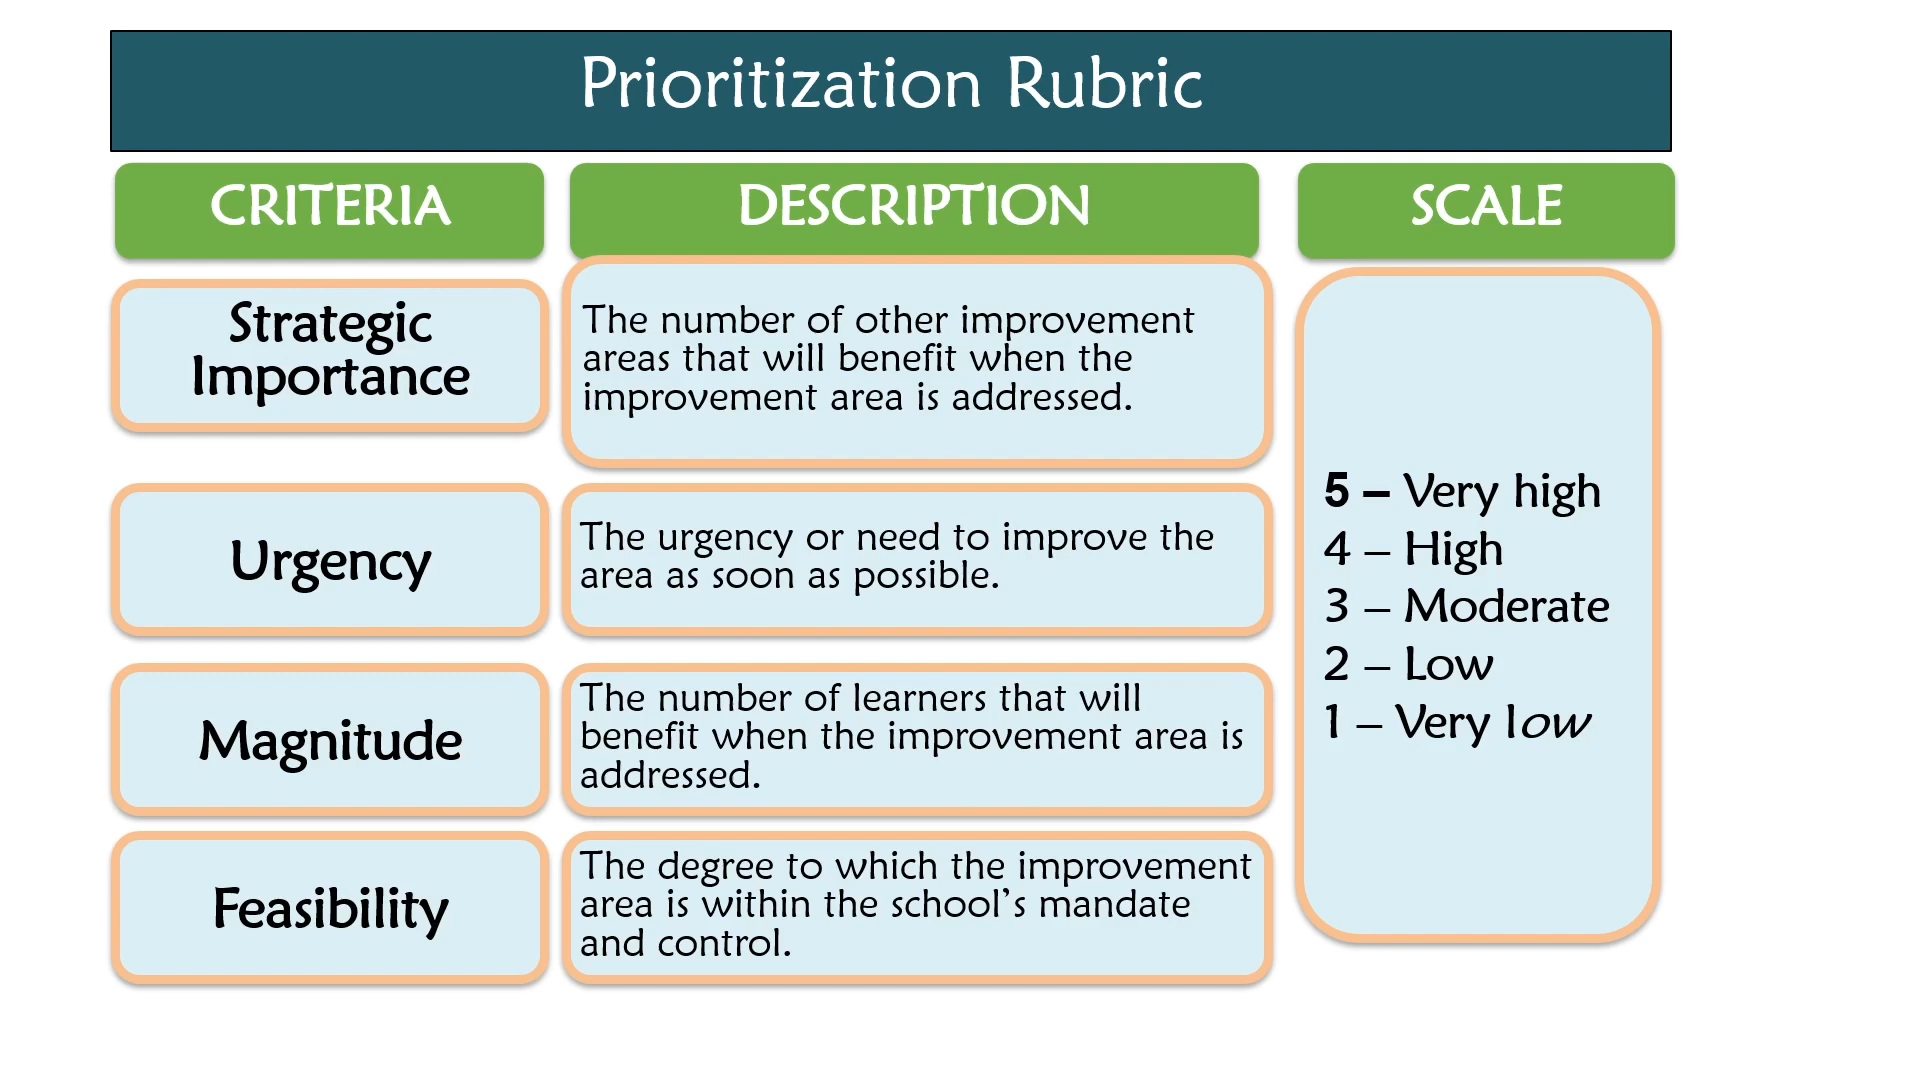 Prioritization Rubric
CRITERIA
DESCRIPTION
SCALE
Strategic
Importance
The number of other improvement
areas that will benefit when the
improvement area is addressed.
Urgency
The urgency or need to improve the
area as soon as possible.
Magnitude
The number of learners that will
benefit when the improvement area is
addressed.
Feasibility
The degree to which the improvement
area is within the school’s mandate
and control.
5 – Very high
4 – High
3 – Moderate
2 – Low
1 – Very low